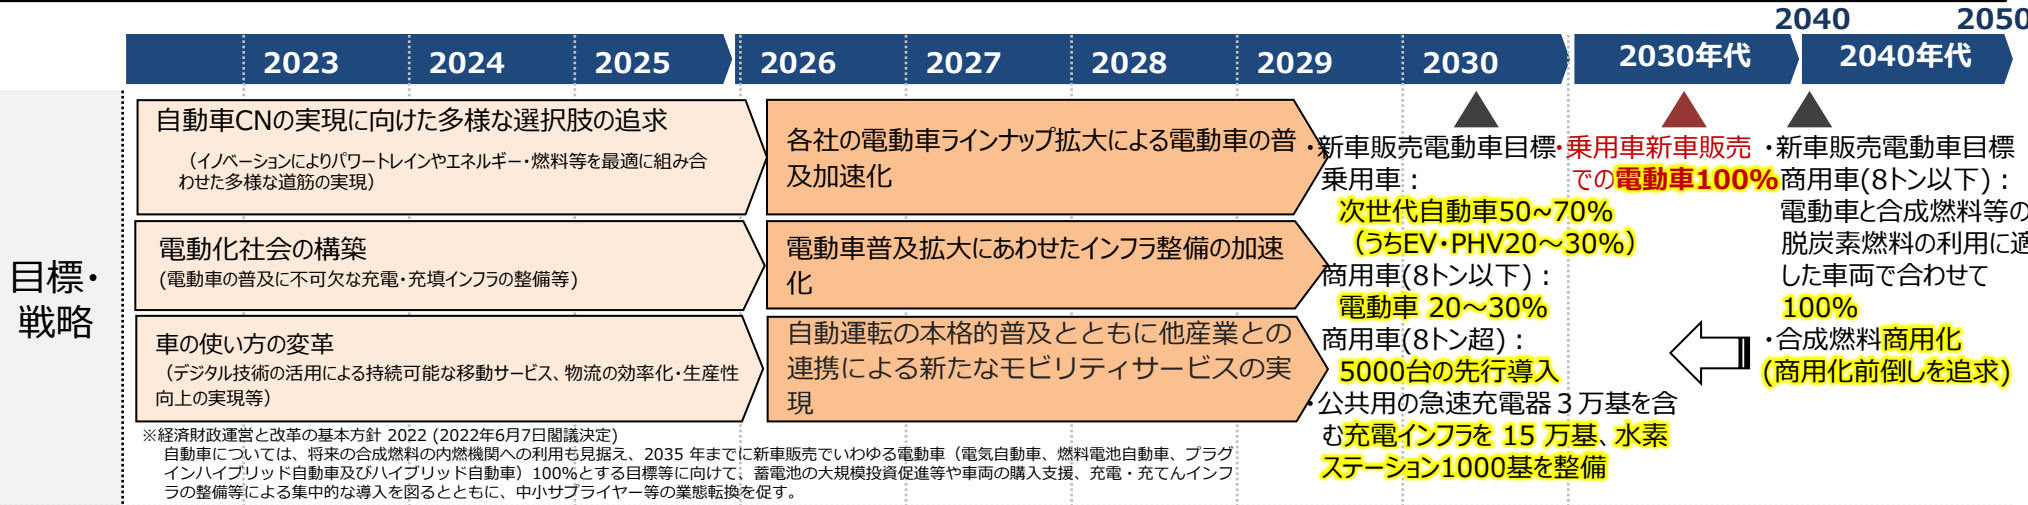 2040
2050
2023
2024
2025
2026
2027
2028
2029
2030
2030年代
2040年代
目標・
戦略
自動車CNの実現に向けた多様な選択肢の追求
（イノベーションによりパワートレインやエネルギー・燃料等を最適に組み合
わせた多様な道筋の実現）
電動化社会の構築
(電動車の普及に不可欠な充電・充填インフラの整備等)
車の使い方の変革
（デジタル技術の活用による持続可能な移動サービス、物流の効率化・生産性
向上の実現等）
各社の電動車ラインナップ拡大による電動車の普
及加速化
電動車普及拡大にあわせたインフラ整備の加速
化
自動運転の本格的普及とともに他産業との
連携による新たなモビリティサービスの実
現
・新車販売電動車目標
乗用車：
次世代自動車50~70%
（うちEV・PHV20～30%）
商用車(8トン以下)：
電動車 20～30%
商用車(8トン超)：
5000台の先行導入
・公共用の急速充電器３万基を含
む充電インフラを 15 万基、水素
ステーション1000基を整備
・乗用車新車販売
での電動車100%
・新車販売電動車目標
商用車(8トン以下)：
電動車と合成燃料等の
脱炭素燃料の利用に適
した車両で合わせて
100%
・合成燃料商用化
(商用化前倒しを追求)
※経済財政運営と改革の基本方針 2022 (2022年6月7日閣議決定)
自動車については、将来の合成燃料の内燃機関への利用も見据え、2035 年までに新車販売でいわゆる電動車（電気自動車、燃料電池自動車、プラグ
インハイブリッド自動車及びハイブリッド自動車）100%とする目標等に向けて、蓄電池の大規模投資促進等や車両の購入支援、充電・充てんインフ
ラの整備等による集中的な導入を図るとともに、中小サプライヤー等の業態転換を促す。